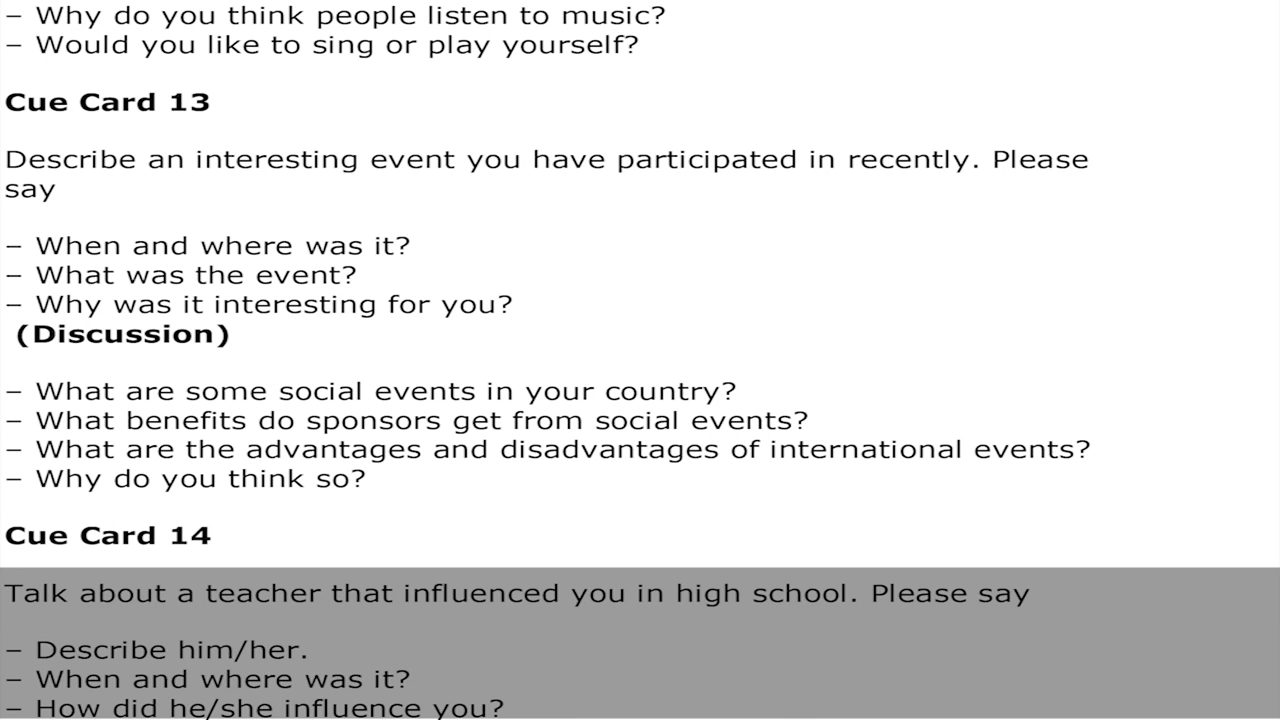 – Why do you think people listen to music?
– Would you like to sing or play yourself?
Cue Card 13
Describe an interesting event you have participated in recently. Please
say
– When and where was it?
– What was the event?
– Why was it interesting for you?
(Discussion)
– What are some social events in your country?
– What benefits do sponsors get from social events?
– What are the advantages and disadvantages of international events?
– Why do you think so?
Cue Card 14
Talk about a teacher that influenced you in high school. Please say
– Describe him/her.
– When and where was it?
– How did he/she influence you?